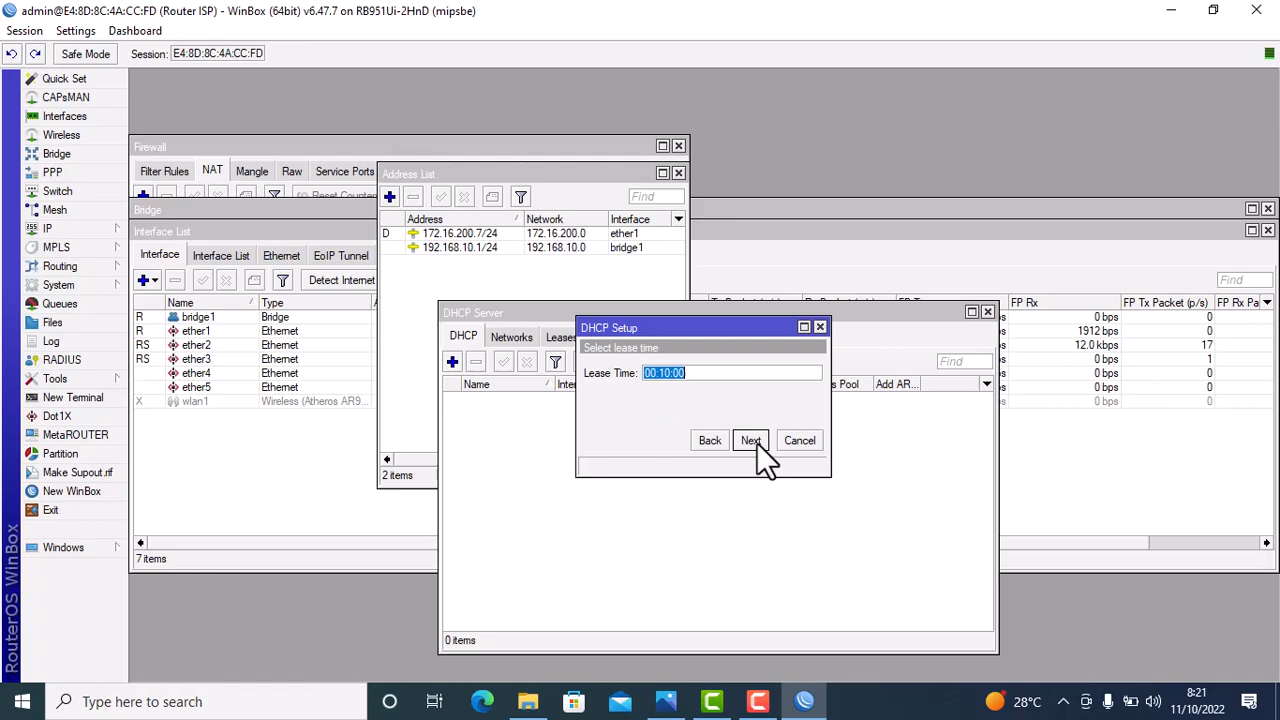 admin@E4:8D:8C:4A:CC:FD (Router ISP) - WinBox (64bit) v6.47.7 on RB951Ui-2HnD (mipsbe)
Session Settings Dashboard
Safe Mode Session: E4:8D:8C:4A:CC:FD
Quick Set
CAPsMAN
Interfaces
Wireless
Bridge
PPP
Switch
Mesh
IP
MPLS
Routing
System
Queues
Files
Log
RADIUS
Tools
New Terminal
Dot1X
MetaROUTER
Partition
Make Supout.rif
New WinBox
Exit
Windows
RouterOS WinBox
Firewall
Filter Rules NAT Mangle Raw Service Ports
Reset Counte
Bridge
Interface List
Interface Interface List Ethernet EoIP Tunnel
Detect Internet Find
Name Type
R bridge1 Bridge
R ether1 Ethernet
RS ether2 Ethernet
RS ether3 Ethernet
ether4 Ethernet
ether5 Ethernet
X wlan1 Wireless (Atheros AR9...
7 items
FP Rx FP Tx Packet (p/s) FP Rx Pa
0 bps 0
1912 bps 0
12.0 kbps 17
0 bps 1
0 bps 0
0 bps 0
0 bps 0
Address List
Find
Address Network Interface
D 172.16.200.7/24 172.16.200.0 ether1
192.168.10.1/24 192.168.10.0 bridge1
2 items
DHCP Server
DHCP Networks Leases
Find
Name Inter s Pool Add AR...
0 items
DHCP Setup
Select lease time
Lease Time: 00:10:00
Back Next Cancel
Type here to search
28°C
8:21
11/10/2022